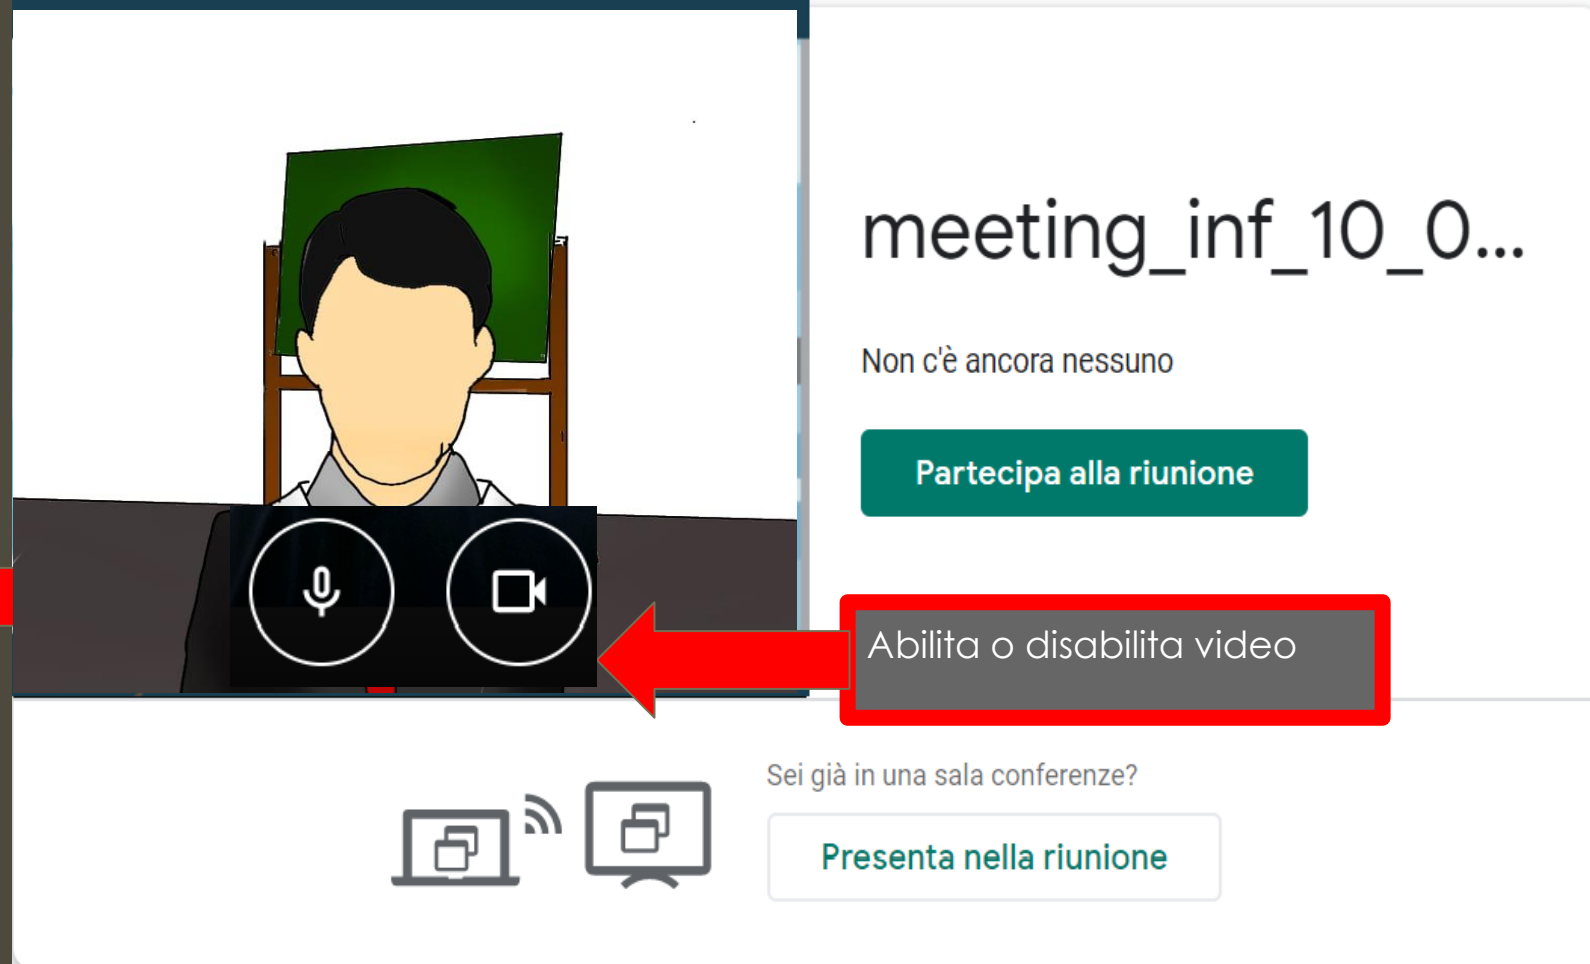 meeting_inf_10_0...
Non c'è ancora nessuno
Partecipa alla riunione
Abilita o disabilita video
Sei già in una sala conferenze?
Presenta nella riunione